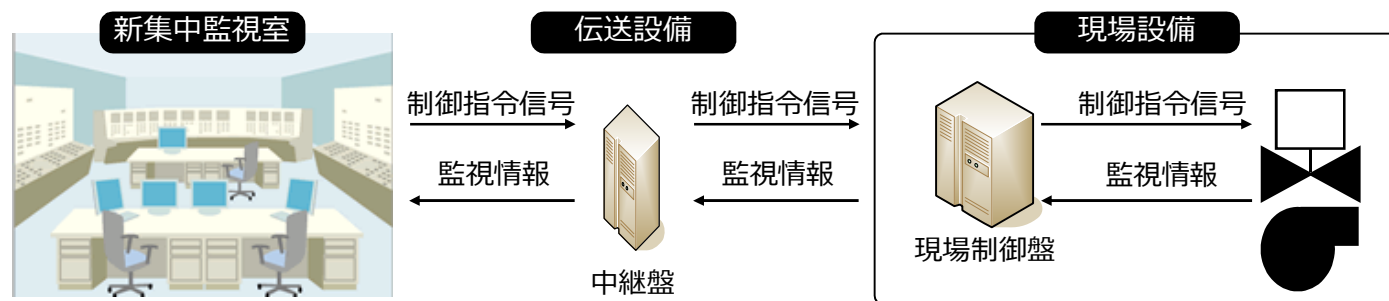 新集中監視室
伝送設備
現場設備
制御指令信号
制御指令信号
制御指令信号
監視情報
監視情報
監視情報
現場制御盤
中継盤